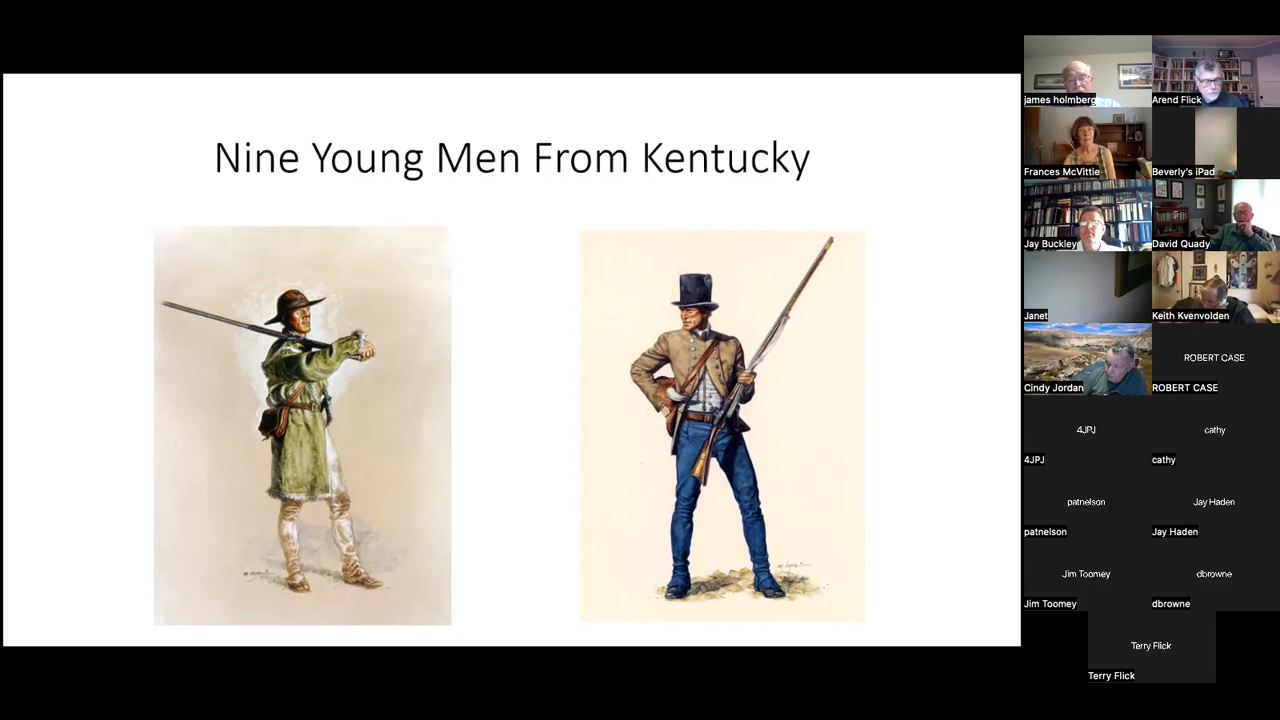 Nine Young Men From Kentucky
james holmberg
Arend Flick
Frances McVittie
Beverly's iPad
Jay Buckley
David Quady
Janet
Keith Kvenvolden
Cindy Jordan
ROBERT CASE
ROBERT CASE
4JPJ
cathy
4JPJ
cathy
patnelson
Jay Haden
patnelson
Jay Haden
Jim Toomey
dbrowne
Jim Toomey
dbrowne
Terry Flick
Terry Flick